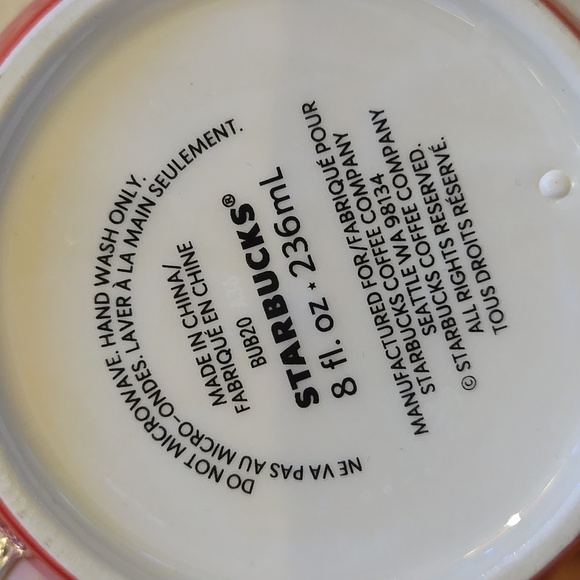 DO NOT MICROWAVE. HAND WASH ONLY.
NE VA PAS AU MICRO-ONDES. LAVER À LA MAIN SEULEMENT.
MADE IN CHINA/
FABRIQUÉ EN CHINE
BUB20
STARBUCKS®
8 fl. oz * 236mL
MANUFACTURED FOR/FABRIQUÉ POUR
STARBUCKS COFFEE COMPANY
SEATTLE WA 98134
© STARBUCKS COFFEE COMPANY
STARBUCKS RESERVED.
ALL RIGHTS RESERVED.
TOUS DROITS RÉSERVÉ.